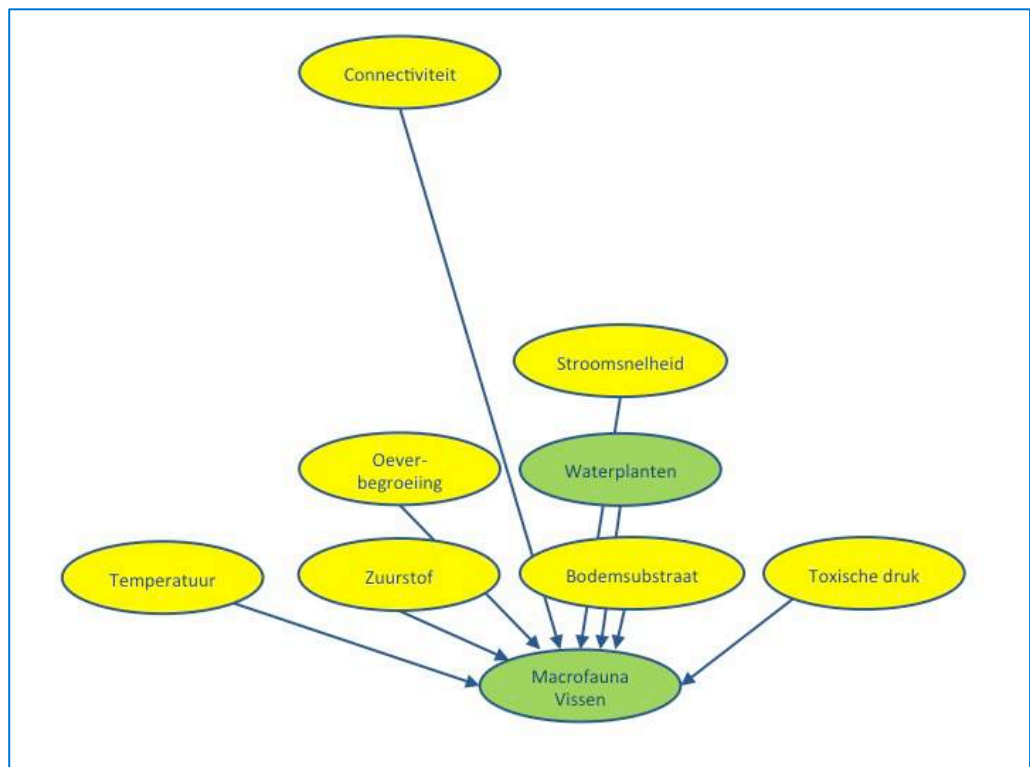 Connectiviteit
Stroomsnelheid
Oever-
begroeiing
Waterplanten
Temperatuur
Zuurstof
Bodemsubstraat
Toxische druk
Macrofauna
Vissen